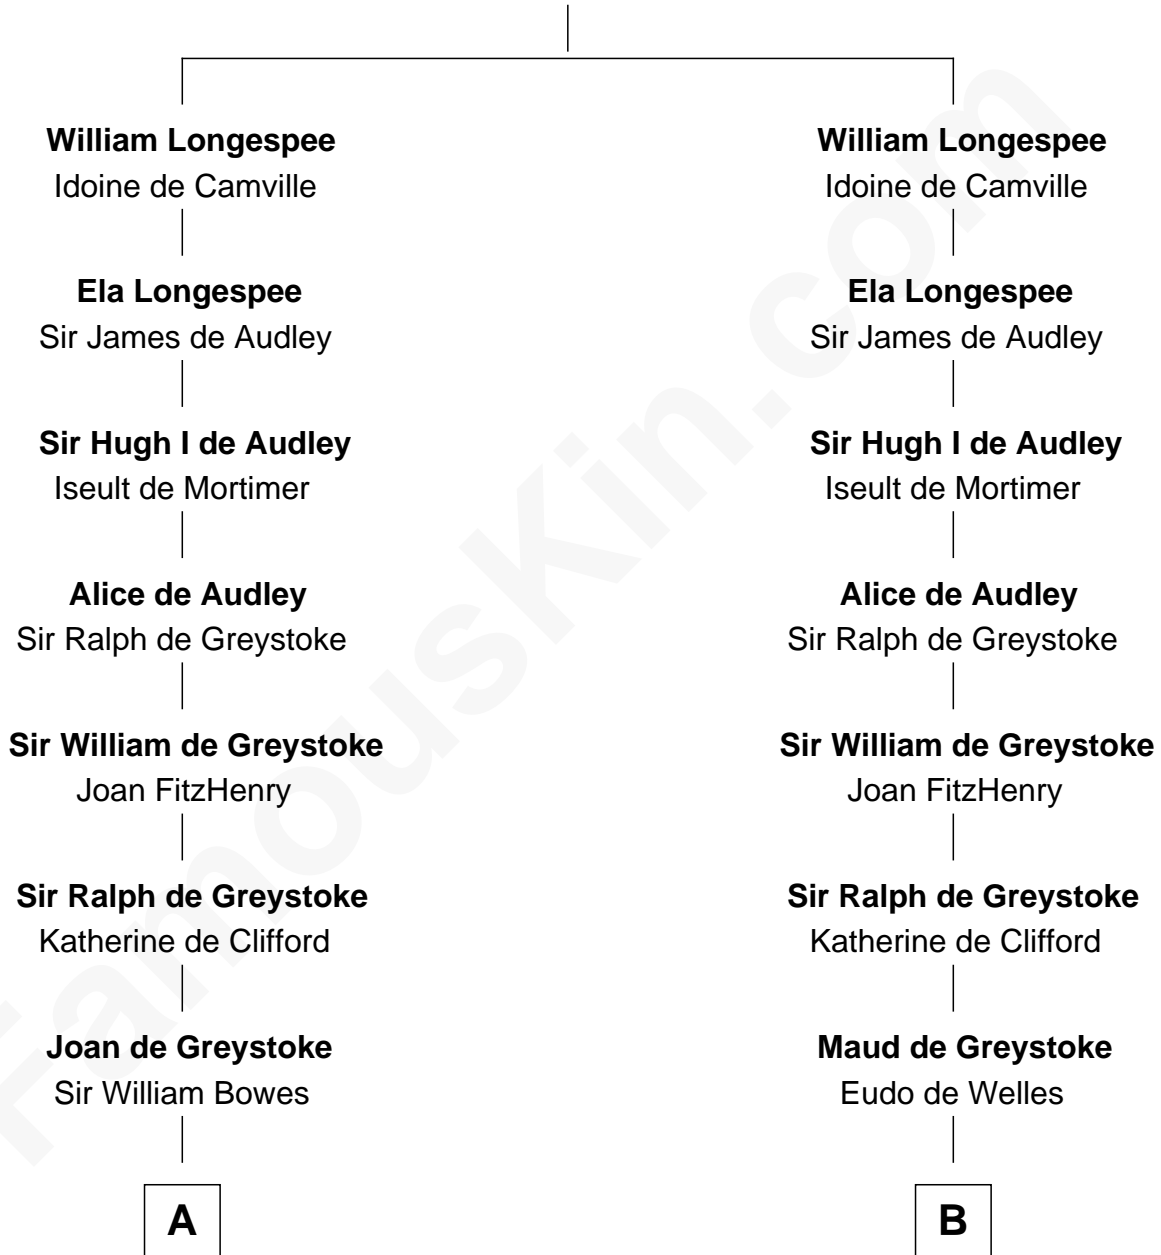 William Longespee William Longespee
Idoine de Camville Idoine de Camville
Ela Longespee Ela Longespee
Sir James de Audley Sir James de Audley
Sir Hugh I de Audley Sir Hugh I de Audley
Iseult de Mortimer Iseult de Mortimer
Alice de Audley Alice de Audley
Sir Ralph de Greystoke Sir Ralph de Greystoke
Sir William de Greystoke Sir William de Greystoke
Joan FitzHenry Joan FitzHenry
Sir Ralph de Greystoke Sir Ralph de Greystoke
Katherine de Clifford Katherine de Clifford
Joan de Greystoke Maud de Greystoke
Sir William Bowes Eudo de Welles
A B
FamousKin.com